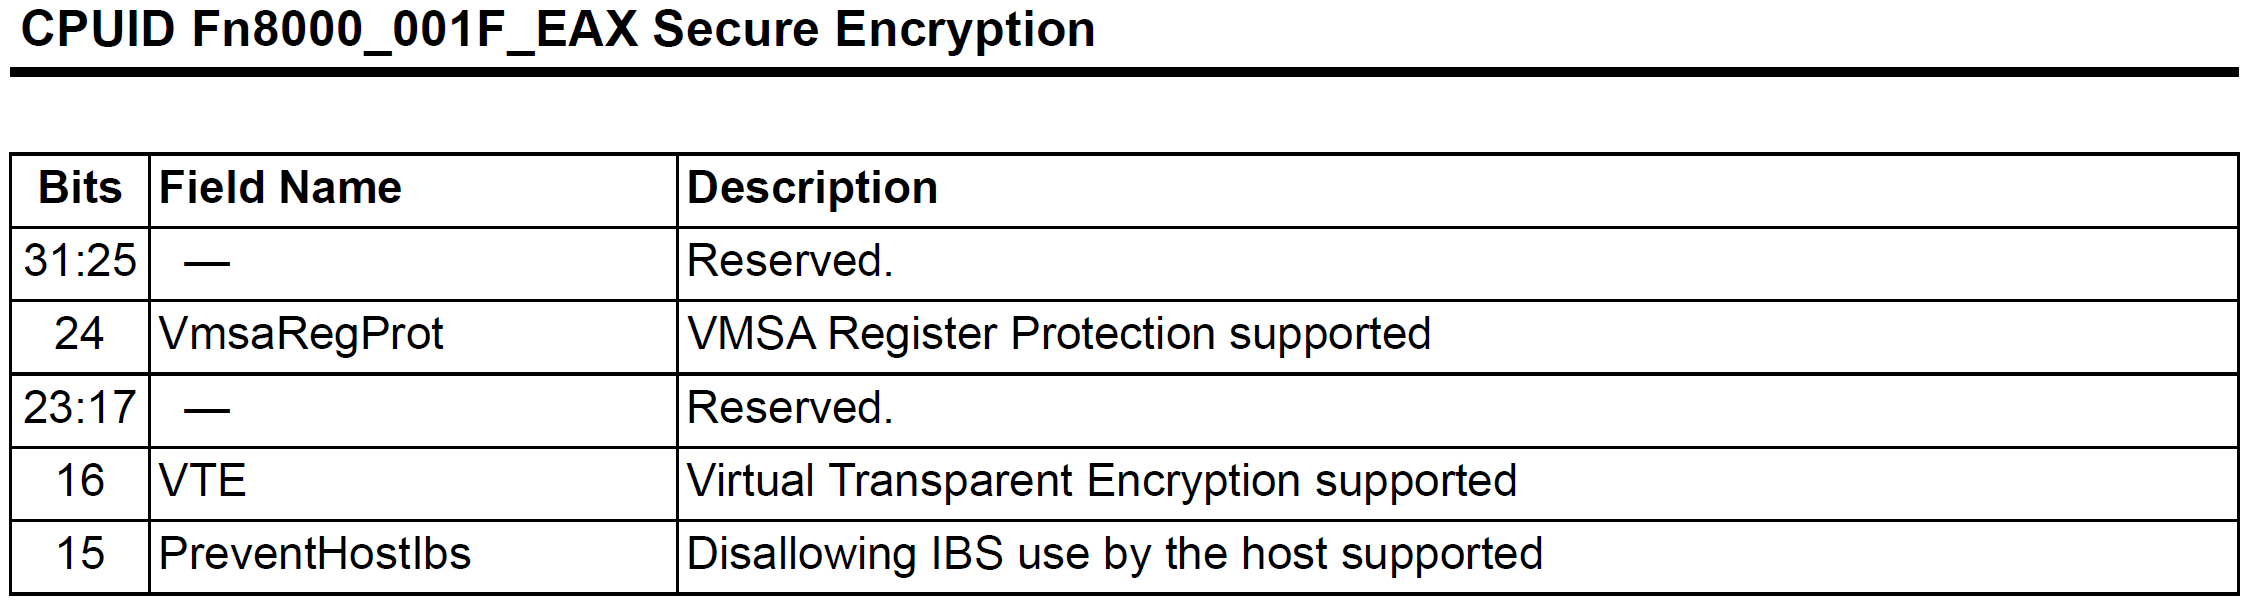 CPUID Fn8000_001F_EAX Secure Encryption
Bits Field Name Description
31:25 — Reserved.
24 VmsaRegProt VMSA Register Protection supported
23:17 — Reserved.
16 VTE Virtual Transparent Encryption supported
15 PreventHostIbs Disallowing IBS use by the host supported